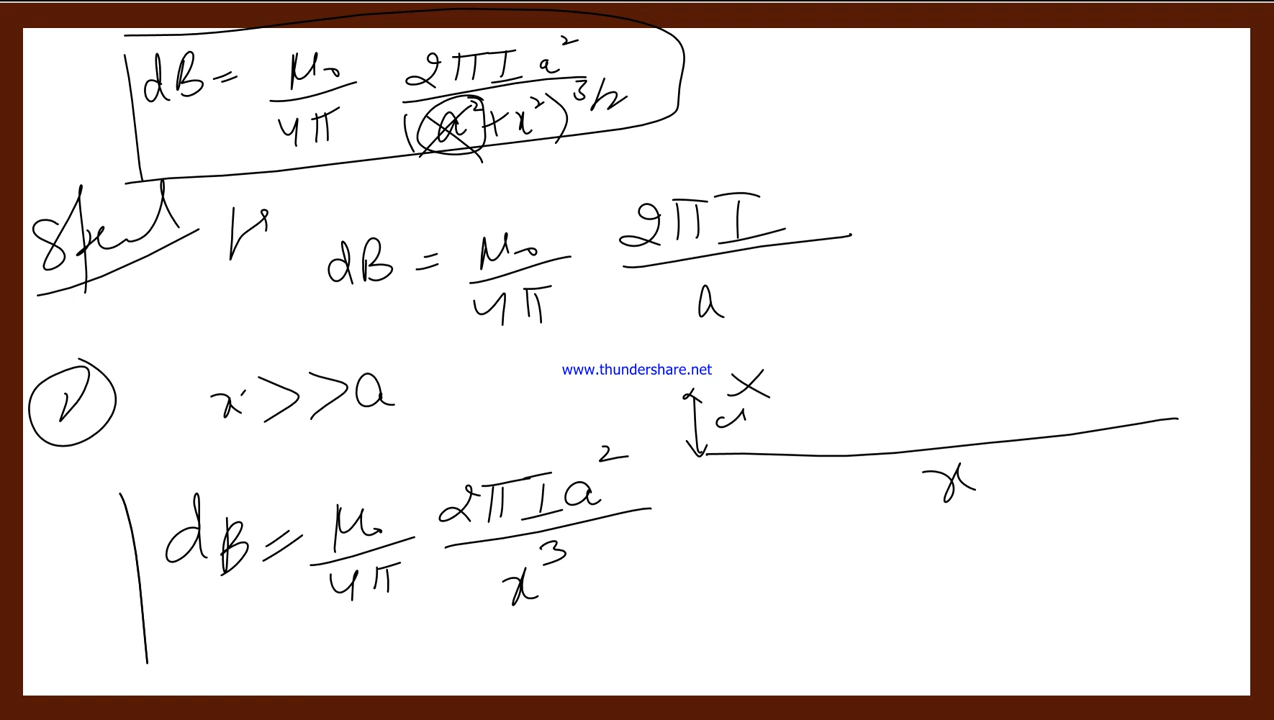 dB = μ₀/4π 2πIa²/(a²+x²)^3/2
dB = μ₀/4π 2πI/a
www.thundershare.net
2) x >> a
a
x
dB = μ₀/4π 2πIa²/x³